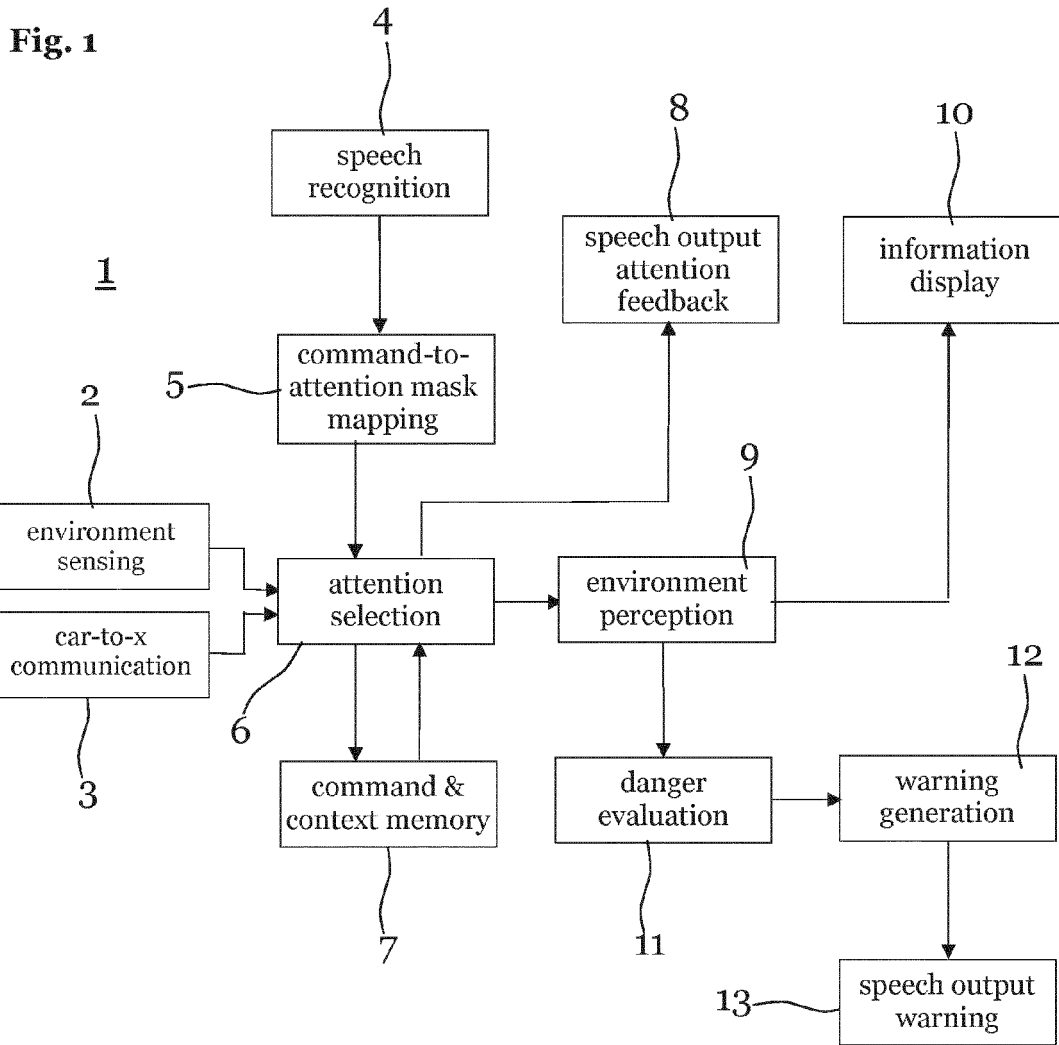 Fig. 1
4
speech
recognition
8
speech output
attention
feedback
10
information
display
1
5
command-to-
attention mask
mapping
2
environment
sensing
9
attention
selection
environment
perception
car-to-x
communication
3
6
12
command &
context memory
7
danger
evaluation
11
warning
generation
13
speech output
warning